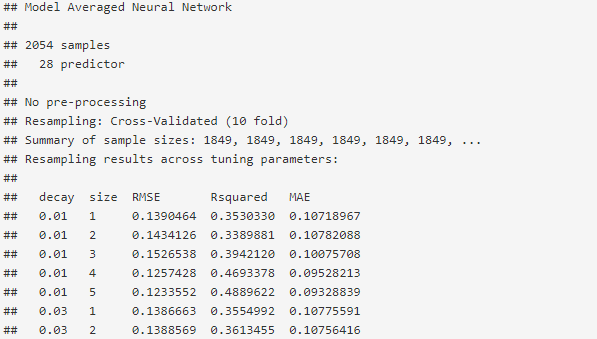 ## Model Averaged Neural Network
##
## 2054 samples
##   28 predictor
##
## No pre-processing
## Resampling: Cross-Validated (10 fold)
## Summary of sample sizes: 1849, 1849, 1849, 1849, 1849, 1849, ...
## Resampling results across tuning parameters:
##
##   decay  size  RMSE       Rsquared   MAE
##   0.01   1     0.1390464  0.3530330  0.10718967
##   0.01   2     0.1434126  0.3389881  0.10782088
##   0.01   3     0.1526538  0.3942120  0.10075708
##   0.01   4     0.1257428  0.4693378  0.09528213
##   0.01   5     0.1233552  0.4889622  0.09328839
##   0.03   1     0.1386663  0.3554992  0.10775591
##   0.03   2     0.1388569  0.3613455  0.10756416